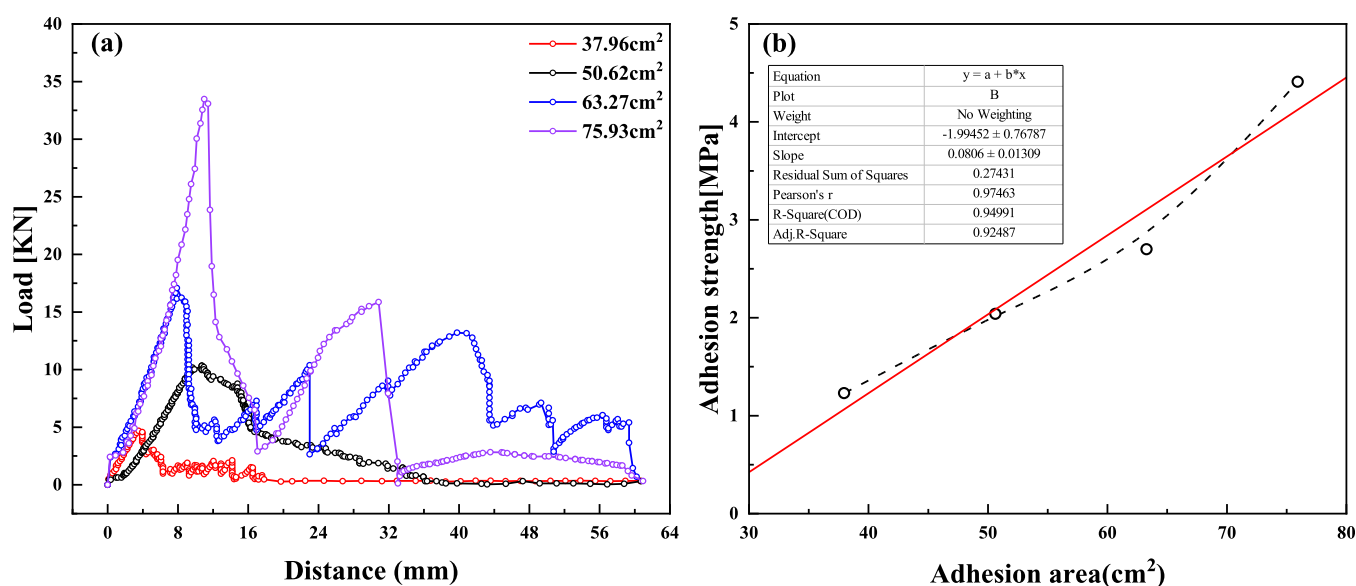 (a)
37.96cm²
50.62cm²
63.27cm²
75.93cm²
Load [KN]
40
35
30
25
20
15
10
5
0
0 8 16 24 32 40 48 56 64
Distance (mm)
(b)
Equation y = a + b*x
Plot B
Weight No Weighting
Intercept -1.99452 ± 0.76787
Slope 0.0806 ± 0.01309
Residual Sum of Squares 0.27431
Pearson's r 0.97463
R-Square(COD) 0.94991
Adj.R-Square 0.92487
Adhesion strength[MPa]
5
4
3
2
1
0
30 40 50 60 70 80
Adhesion area(cm²)